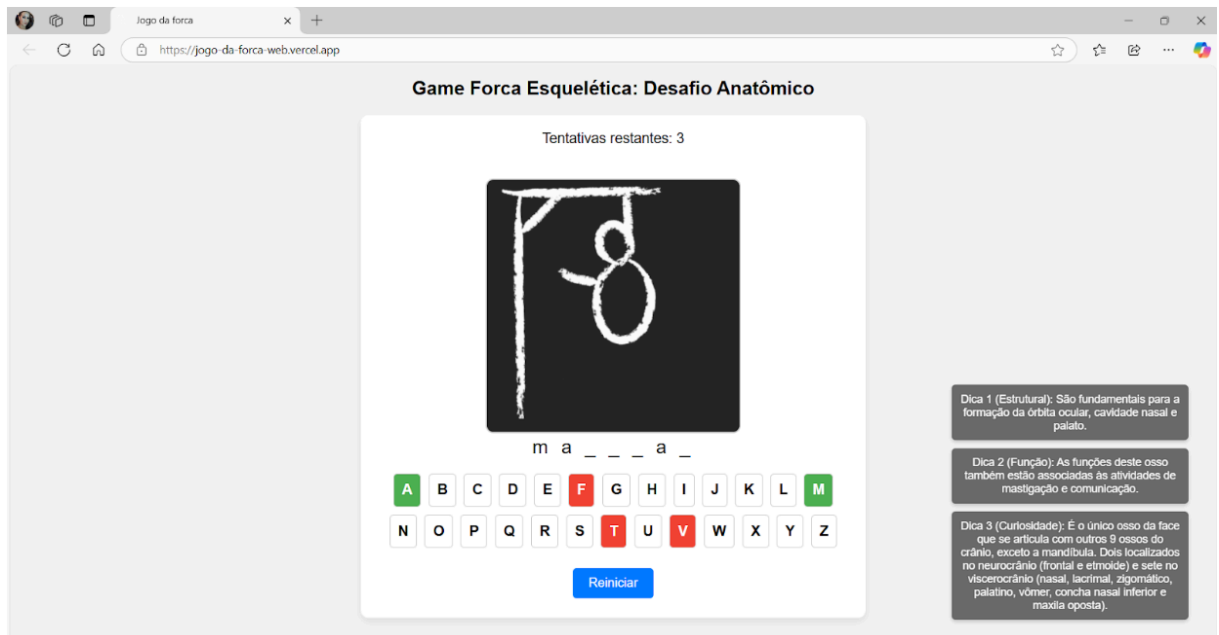 Jogo da forca
https://jogo-da-forca-web.vercel.app
Game Forca Esquelética: Desafio Anatômico
Tentativas restantes: 3
m a _ _ _ a _
A B C D E F G H I J K L M
N O P Q R S T U V W X Y Z
Reiniciar
Dica 1 (Estrutural): São fundamentais para a
formação da órbita ocular, cavidade nasal e
palato.
Dica 2 (Função): As funções deste osso
também estão associadas às atividades de
mastigação e comunicação.
Dica 3 (Curiosidade): É o único osso da face
que se articula com outros 9 ossos do
crânio, exceto a mandíbula. Dois localizados
no neurocrânio (frontal e etmoide) e sete no
viscerocrânio (nasal, lacrimal, zigomático,
palatino, vômer, concha nasal inferior e
maxila oposta).